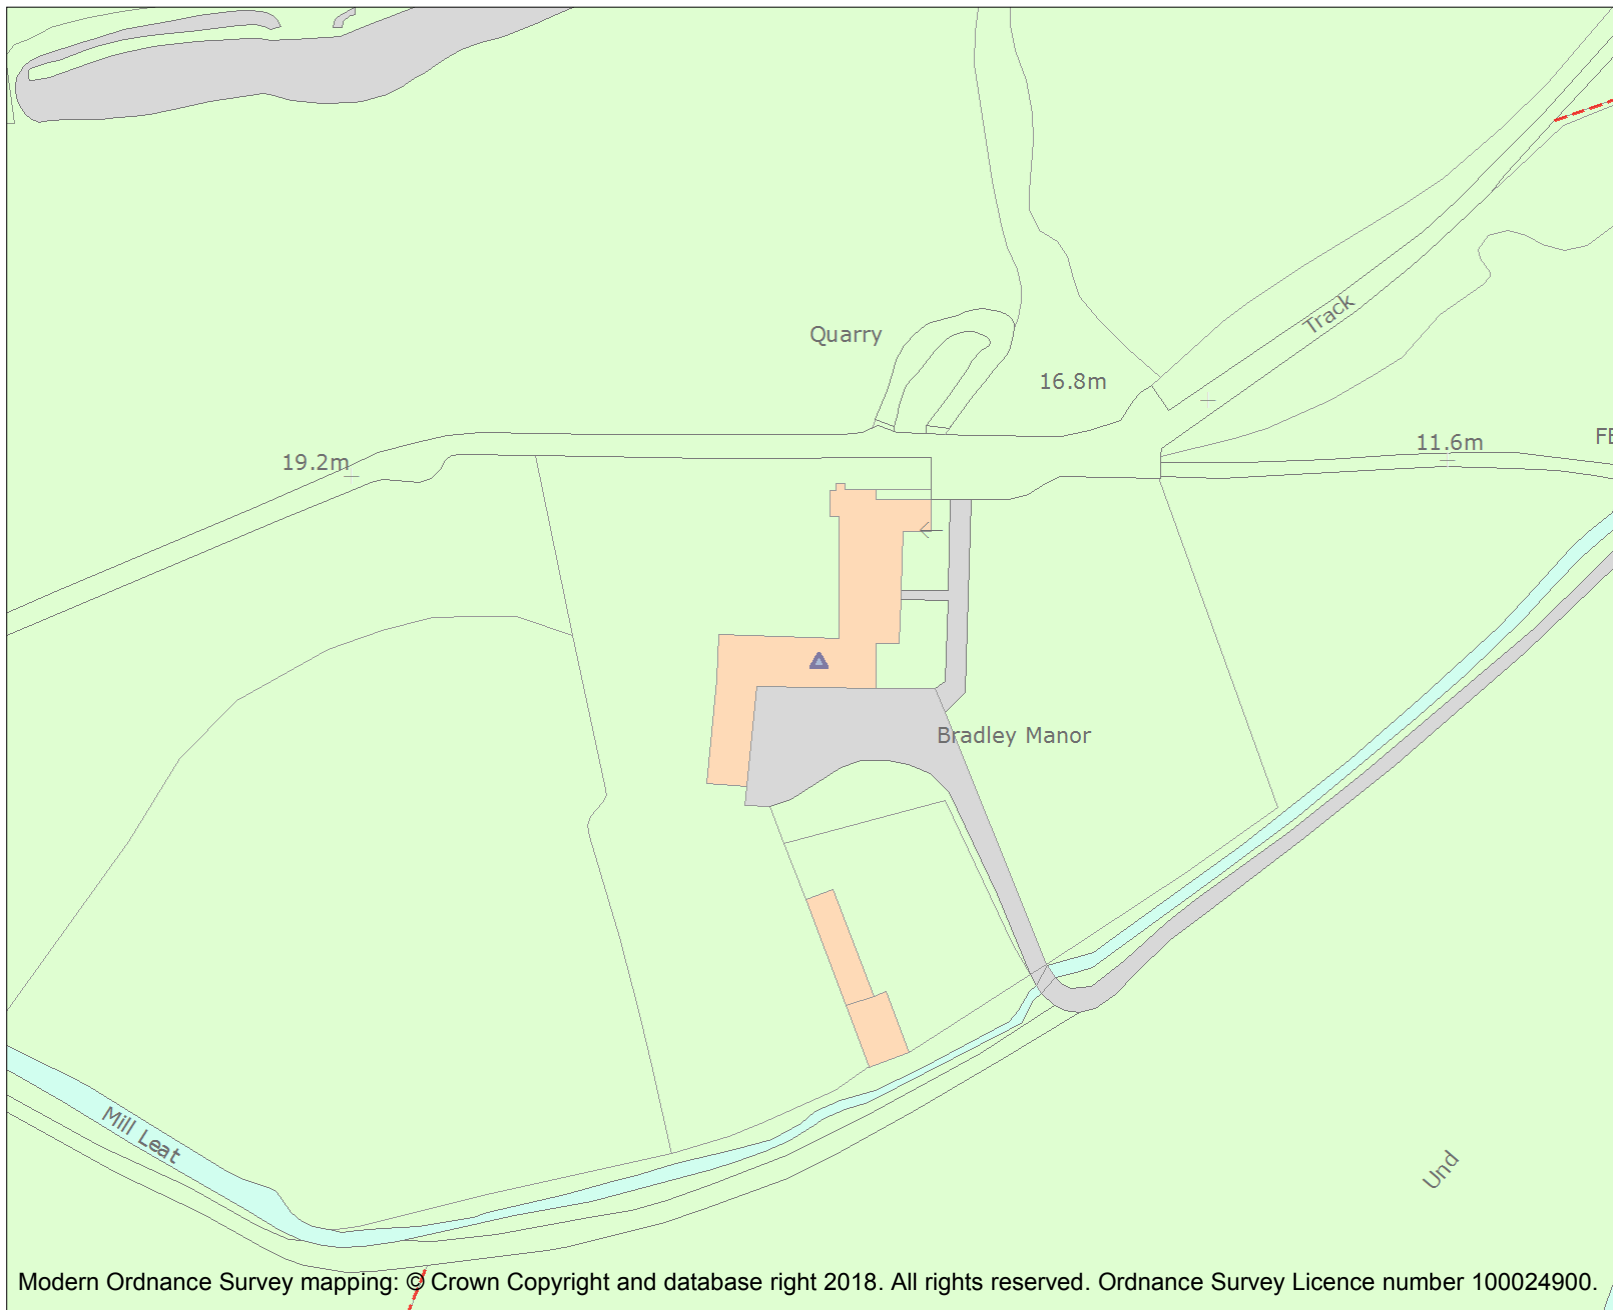 Quarry
Track
16.8m
11.6m
19.2m
Bradley Manor
Mill Leat
Und
Modern Ordnance Survey mapping: © Crown Copyright and database right 2018. All rights reserved. Ordnance Survey Licence number 100024900.